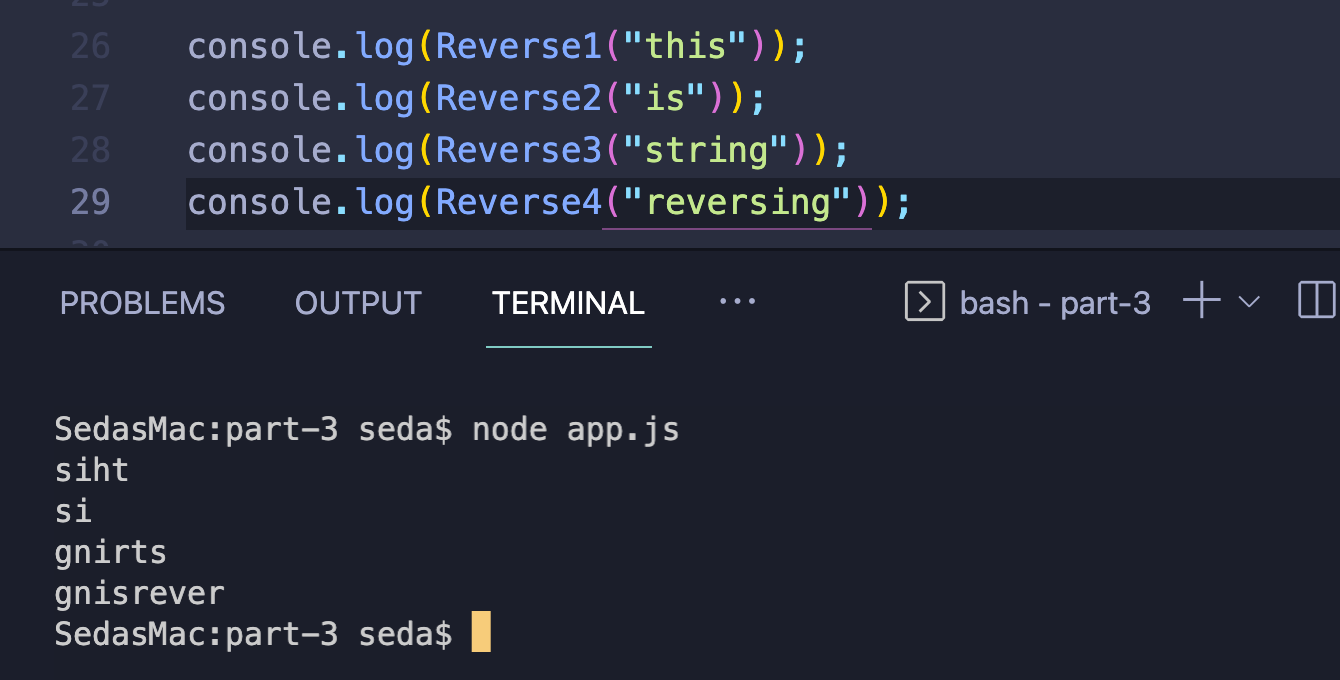 26 console.log(Reverse1("this"));
27 console.log(Reverse2("is"));
28 console.log(Reverse3("string"));
29 console.log(Reverse4("reversing"));
PROBLEMS OUTPUT TERMINAL ··· bash - part-3
SedasMac:part-3 seda$ node app.js
siht
si
gnirts
gnisrever
SedasMac:part-3 seda$